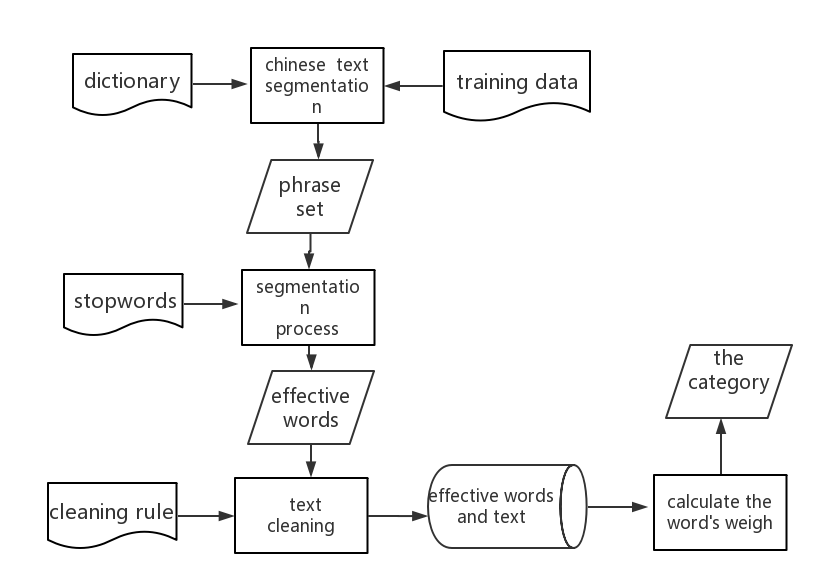 dictionary
chinese text
segmentatio
n
training data
phrase
set
stopwords
segmentatio
n
process
effective
words
the
category
cleaning rule
text
cleaning
effective words
and text
calculate the
word's weigh